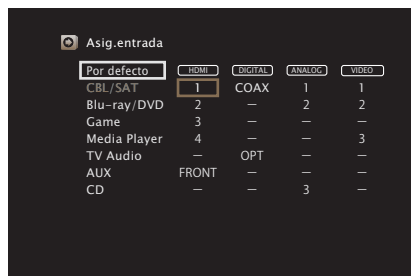 Asig.entrada
Por defecto HDMI DIGITAL ANALOG VIDEO
CBL/SAT 1 COAX 1 1
Blu-ray/DVD 2 – 2 2
Game 3 – – –
Media Player 4 – – 3
TV Audio – OPT – –
AUX FRONT – – –
CD – – 3 –